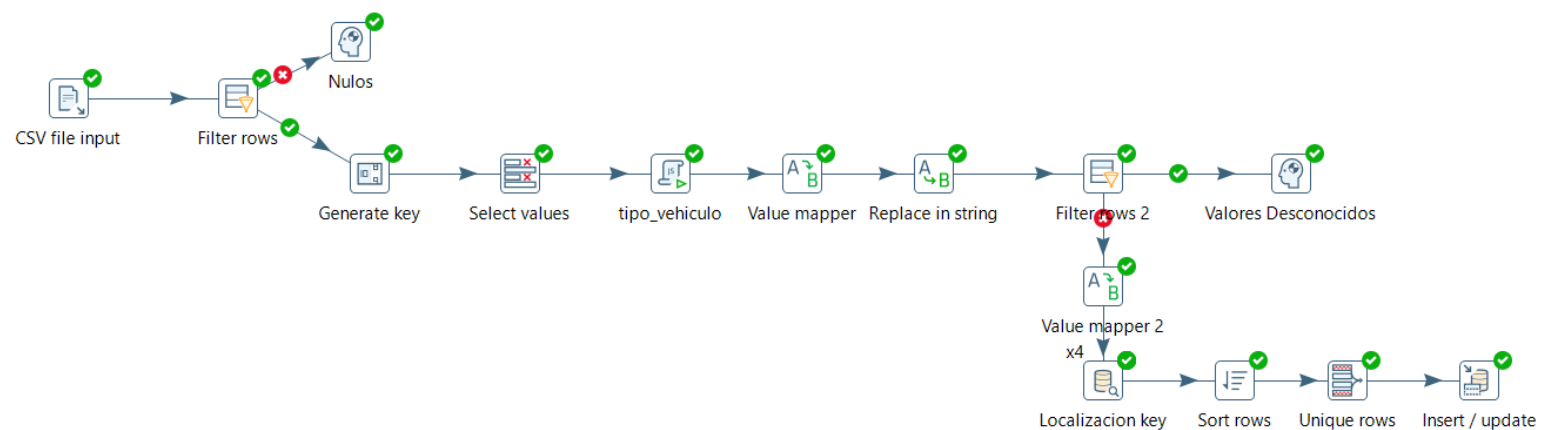 Nulos
CSV file input
Filter rows
Generate key
Select values
tipo_vehiculo
Value mapper
Replace in string
Filter rows 2
Valores Desconocidos
Value mapper 2
x4
Localizacion key
Sort rows
Unique rows
Insert / update